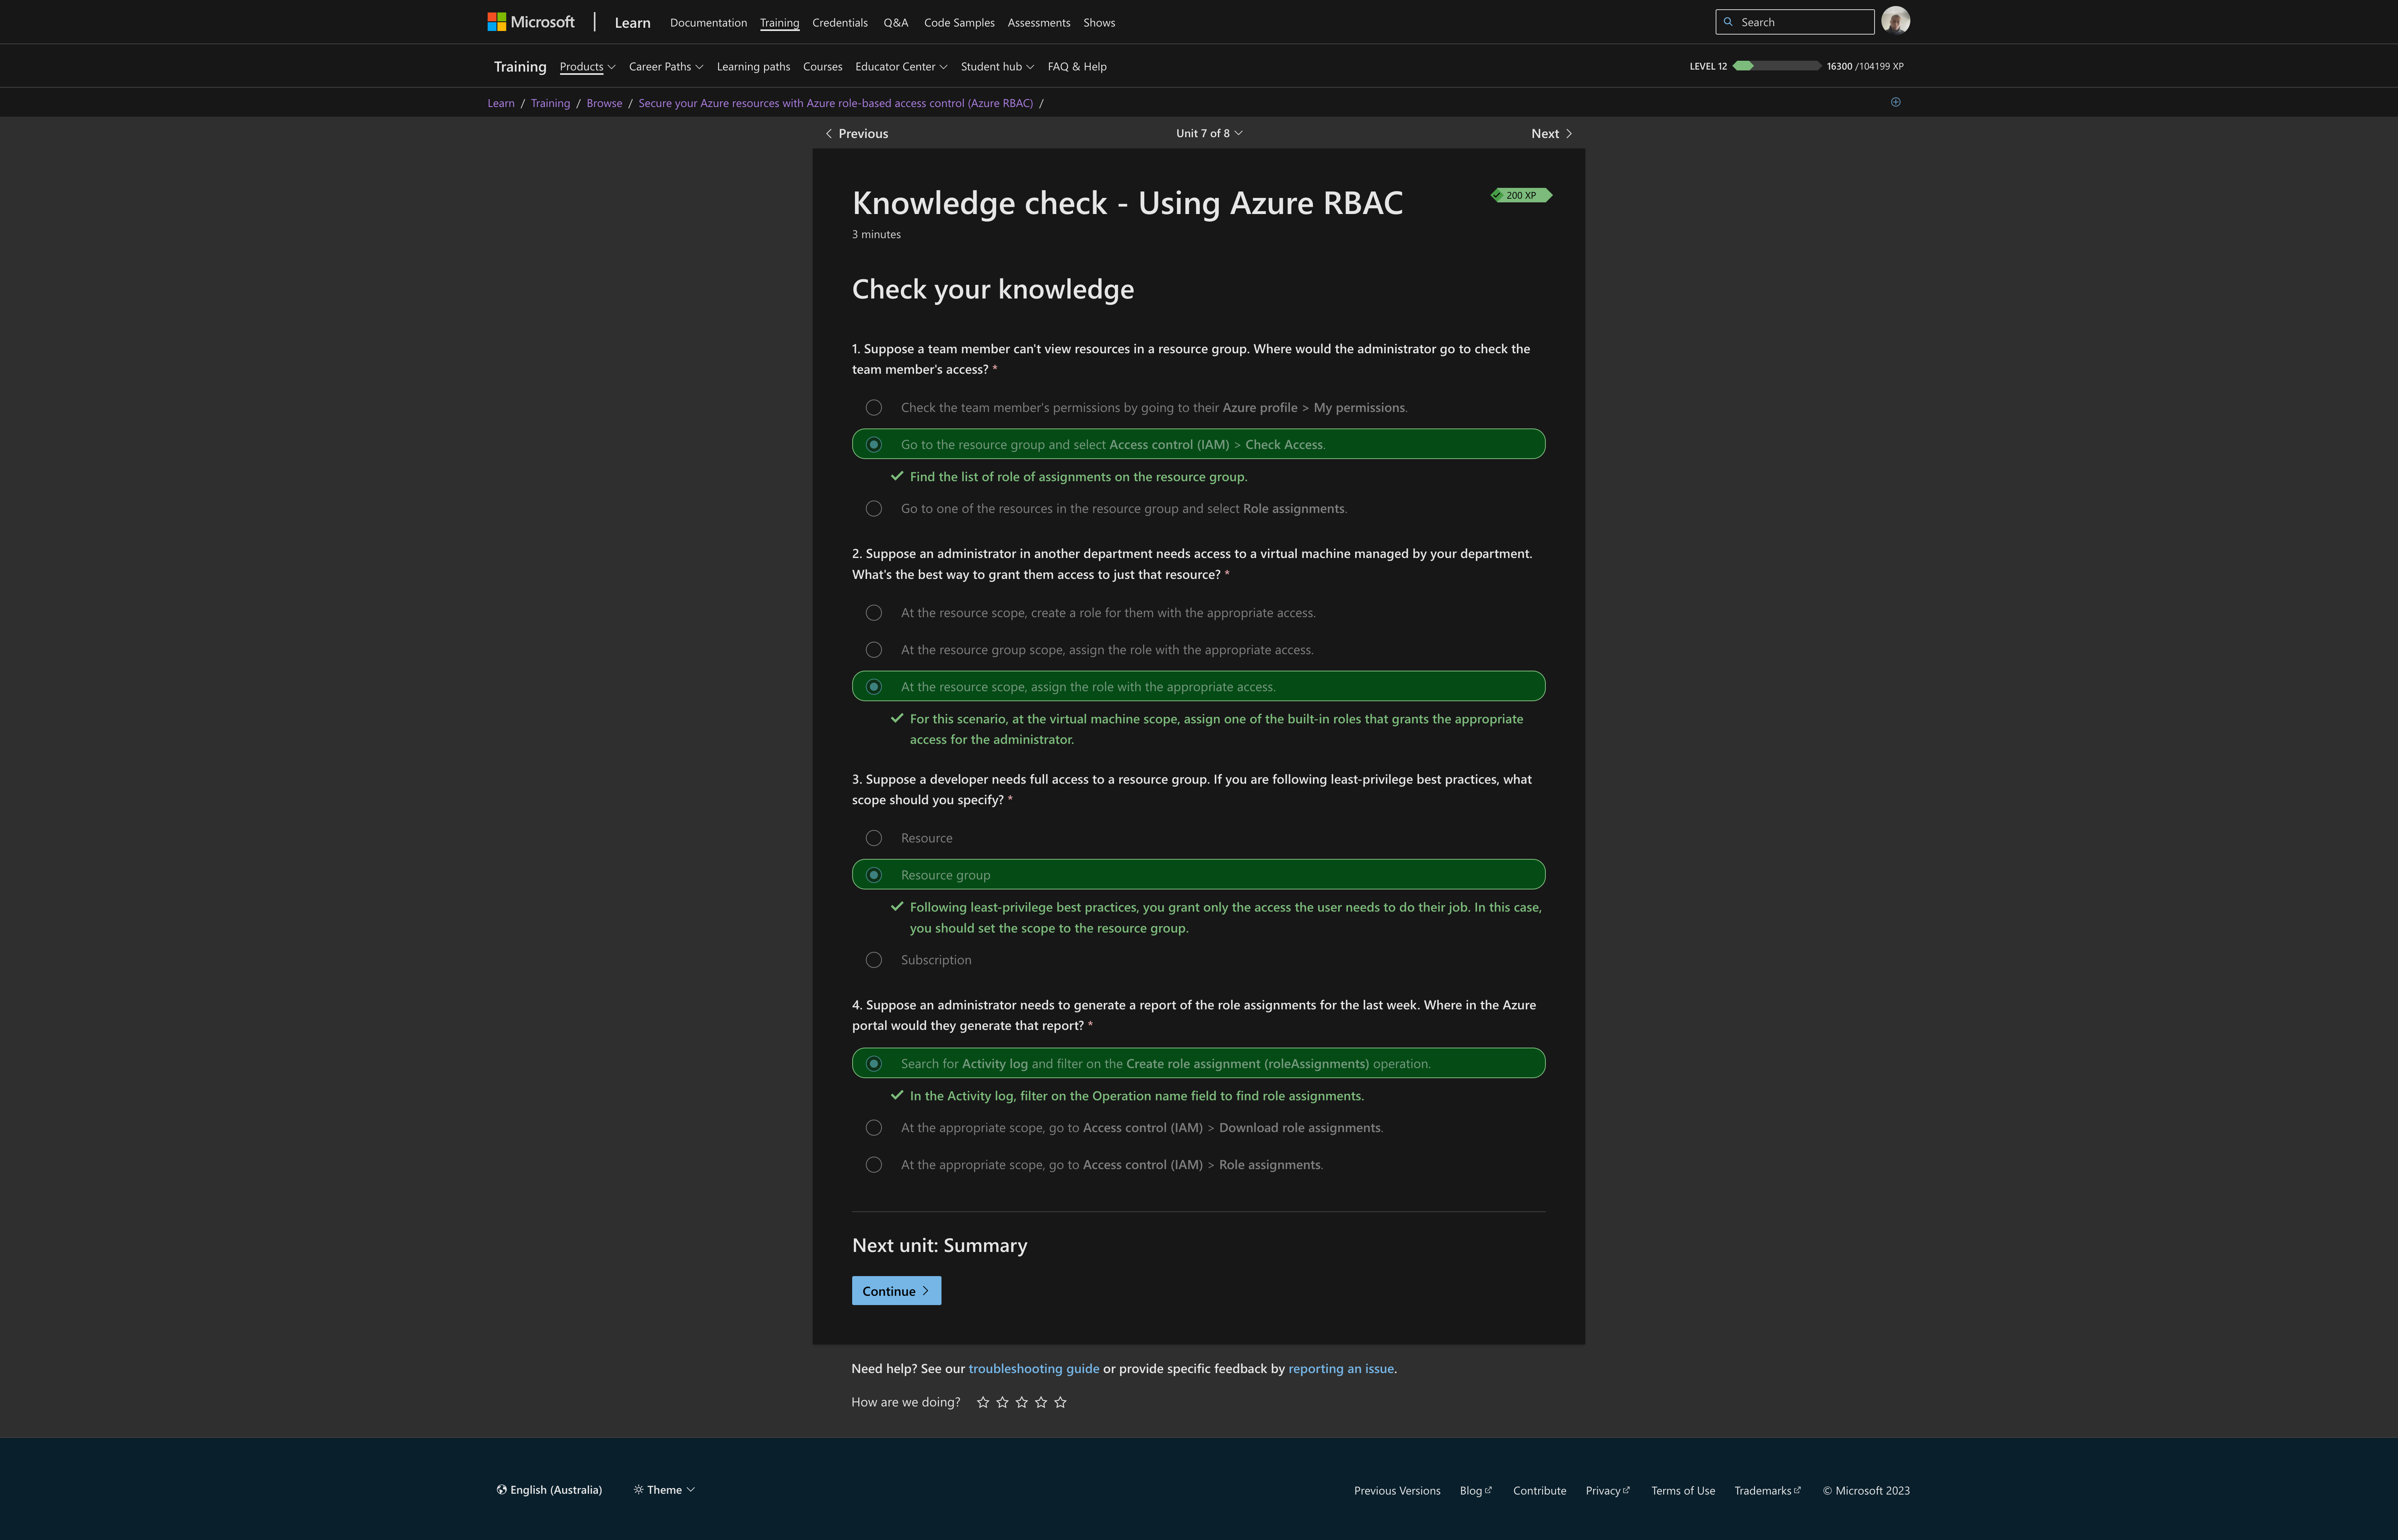 Microsoft
Learn
Documentation
Training
Credentials
Q&A
Code Samples
Assessments
Shows
Search
Training
Products
Career Paths
Learning paths
Courses
Educator Center
Student hub
FAQ & Help
LEVEL 12
16300 /104199 XP
Learn / Training / Browse / Secure your Azure resources with Azure role-based access control (Azure RBAC) /
Previous
Unit 7 of 8
Next
Knowledge check - Using Azure RBAC
200 XP
3 minutes
Check your knowledge
1. Suppose a team member can't view resources in a resource group. Where would the administrator go to check the
team member's access? *
Check the team member's permissions by going to their Azure profile > My permissions.
Go to the resource group and select Access control (IAM) > Check Access.
Find the list of role of assignments on the resource group.
Go to one of the resources in the resource group and select Role assignments.
2. Suppose an administrator in another department needs access to a virtual machine managed by your department.
What's the best way to grant them access to just that resource? *
At the resource scope, create a role for them with the appropriate access.
At the resource group scope, assign the role with the appropriate access.
At the resource scope, assign the role with the appropriate access.
For this scenario, at the virtual machine scope, assign one of the built-in roles that grants the appropriate
access for the administrator.
3. Suppose a developer needs full access to a resource group. If you are following least-privilege best practices, what
scope should you specify? *
Resource
Resource group
Following least-privilege best practices, you grant only the access the user needs to do their job. In this case,
you should set the scope to the resource group.
Subscription
4. Suppose an administrator needs to generate a report of the role assignments for the last week. Where in the Azure
portal would they generate that report? *
Search for Activity log and filter on the Create role assignment (roleAssignments) operation.
In the Activity log, filter on the Operation name field to find role assignments.
At the appropriate scope, go to Access control (IAM) > Download role assignments.
At the appropriate scope, go to Access control (IAM) > Role assignments.
Next unit: Summary
Continue
Need help? See our troubleshooting guide or provide specific feedback by reporting an issue.
How are we doing?
English (Australia)
Theme
Previous Versions
Blog
Contribute
Privacy
Terms of Use
Trademarks
© Microsoft 2023